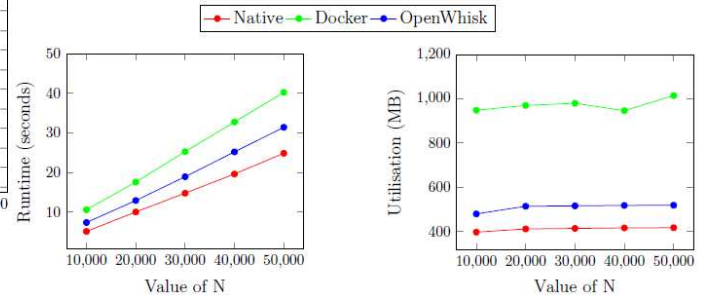 Native Docker OpenWhisk
50
40
30
20
10
Runtime (seconds)
10,000 20,000 30,000 40,000 50,000
Value of N
1,200
1,000
800
600
400
Utilisation (MB)
10,000 20,000 30,000 40,000 50,000
Value of N
0